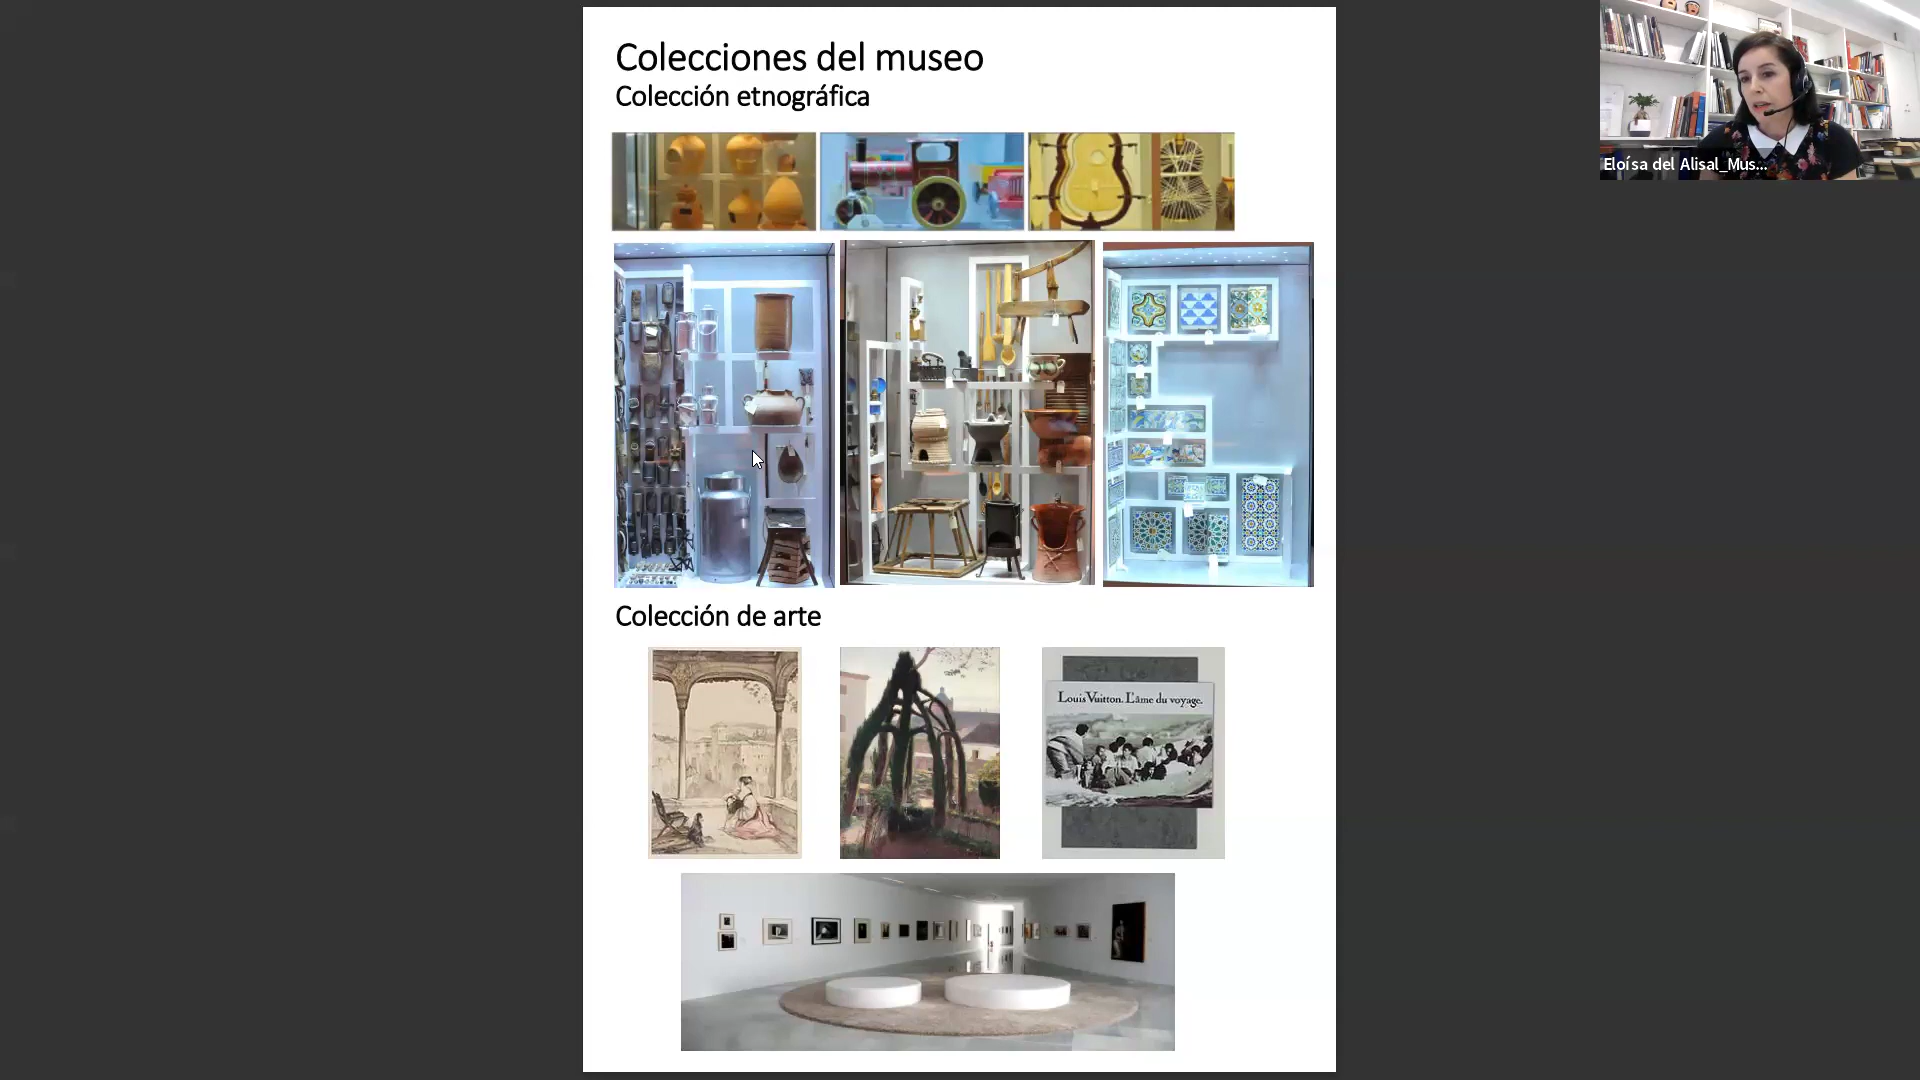 Colecciones del museo
Colección etnográfica
Eloísa del Alisal_Mus...
Colección de arte
Louis Vuitton. L'âme du voyage.